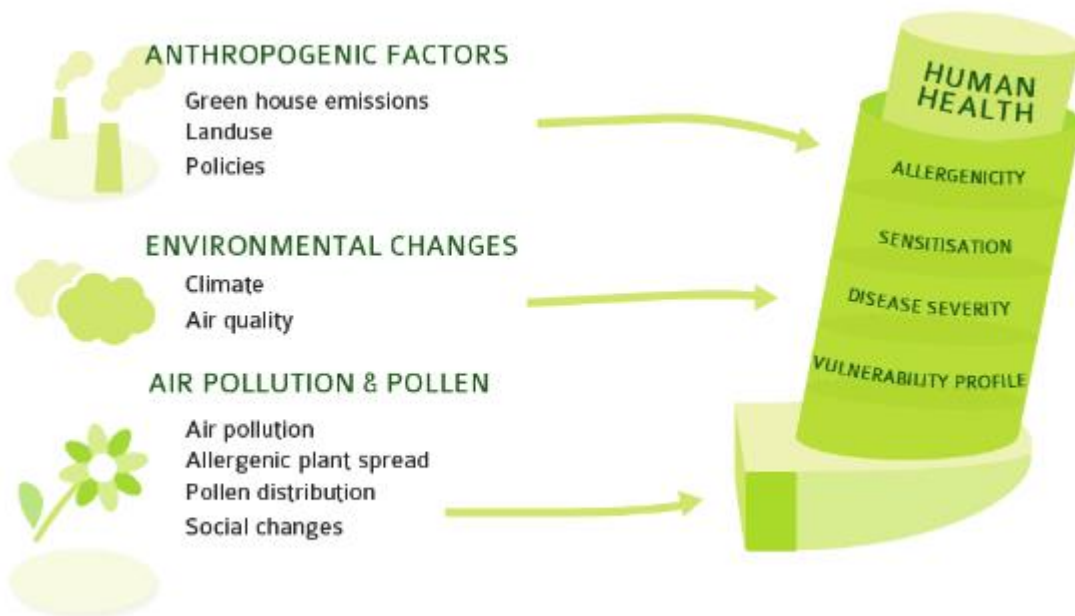 ANTHROPOGENIC FACTORS
Green house emissions
Landuse
Policies
ENVIRONMENTAL CHANGES
Climate
Air quality
AIR POLLUTION & POLLEN
Air pollution
Allergenic plant spread
Pollen distribution
Social changes
HUMAN
HEALTH
ALLERGENICITY
SENSITISATION
DISEASE SEVERITY
VULNERABILITY PROFILE